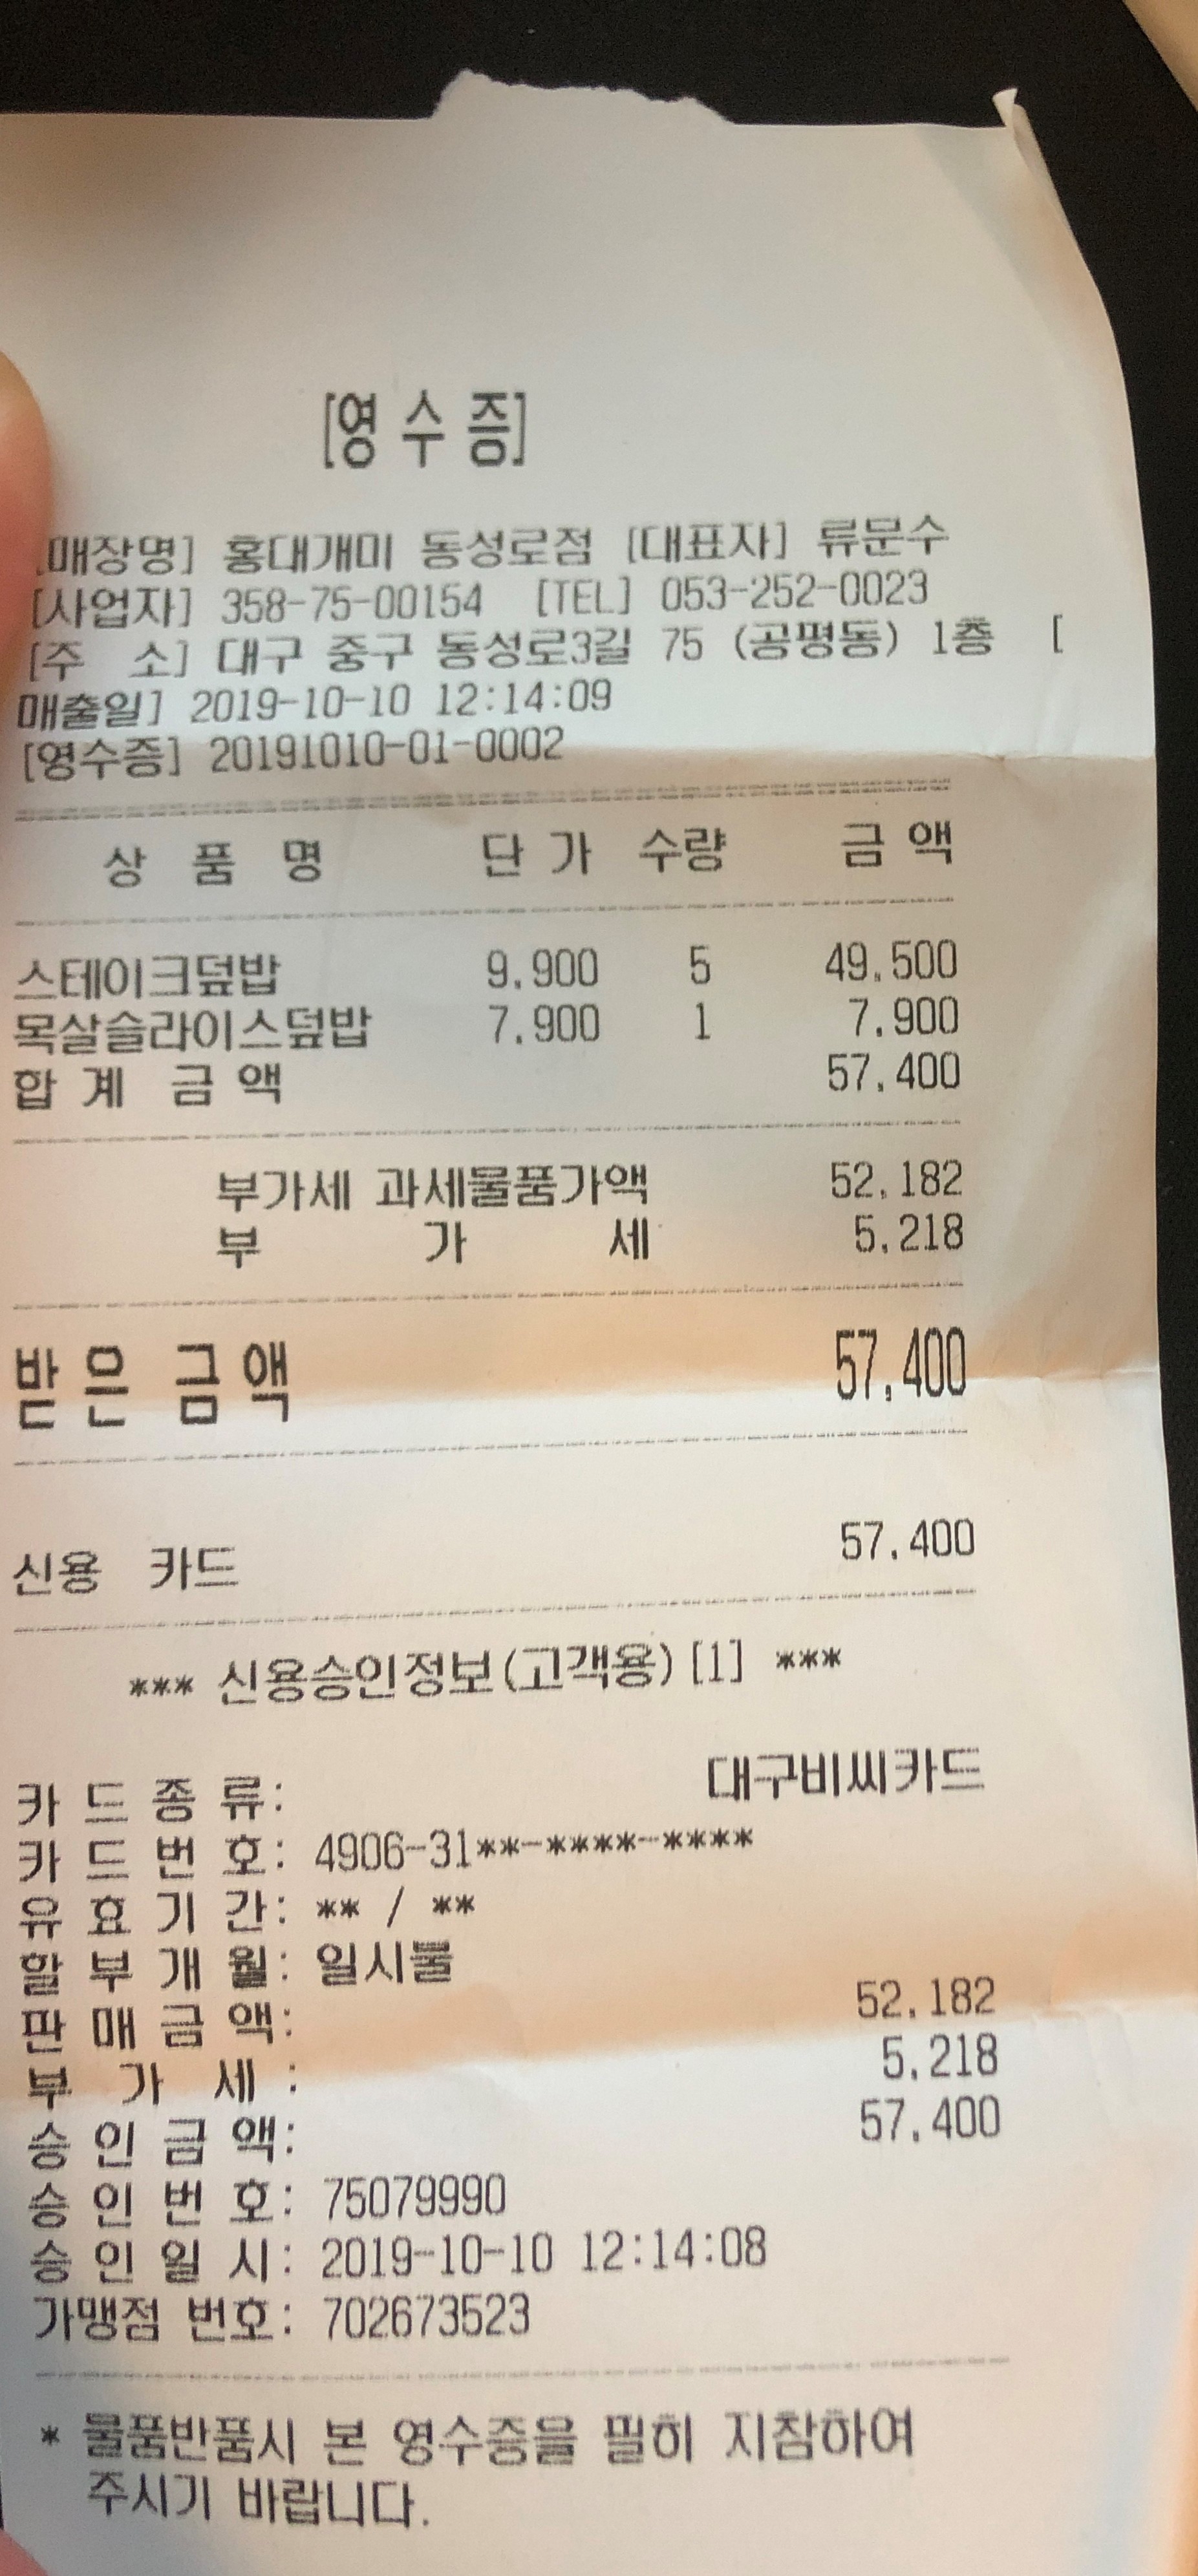 [영 수 증]
[매장명] 홍대개미 동성로점 [대표자] 류문수
[사업자] 358-75-00154 [TEL] 053-252-0023
[주 소] 대구 중구 동성로3길 75 (공평동) 1층 [
매출일] 2019-10-10 12:14:09
[영수증] 20191010-01-0002
상 품 명 단 가 수량 금 액
스테이크덮밥 9,900 5 49,500
목살슬라이스덮밥 7,900 1 7,900
합 계 금 액 57,400
부가세 과세물품가액 52,182
부 가 세 5,218
받 은 금 액 57,400
신용 카드 57,400
*** 신용승인정보(고객용)[1] ***
카 드 종 류: 대구비씨카드
카 드 번 호: 4906-31**-****-****
유 효 기 간: ** / **
할 부 개 월: 일시불
판 매 금 액: 52,182
부 가 세 : 5,218
승 인 금 액: 57,400
승 인 번 호: 75079990
승 인 일 시: 2019-10-10 12:14:08
가맹점 번호: 702673523
* 물품반품시 본 영수증을 필히 지참하여
주시기 바랍니다.